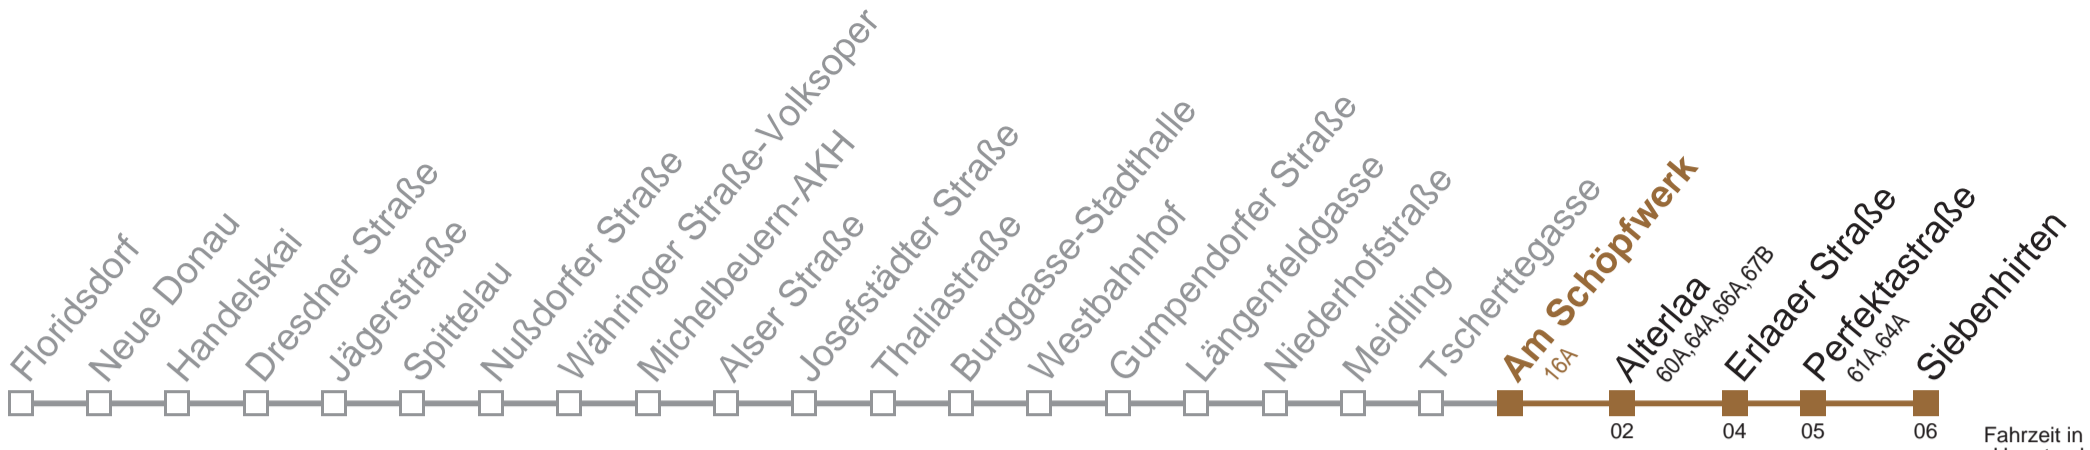 Floridsdorf
Neue Donau
Handelskai
Dresdner Straße
Jägerstraße
Spittelau
Nußdorfer Straße
Währinger Straße-Volksoper
Michelbeuern-AKH
Alser Straße
Josefstädter Straße
Thaliastraße
Burggasse-Stadthalle
Westbahnhof
Gumpendorfer Straße
Längenfeldgasse
Niederhofstraße
Meidling
Tscherttegasse
Am Schöpfwerk
16A
Alterlaa
60A,64A,66A,67B
Erlaaer Straße
Perfektastraße
61A,64A
Siebenhirten
02 04 05 06
Fahrzeit in